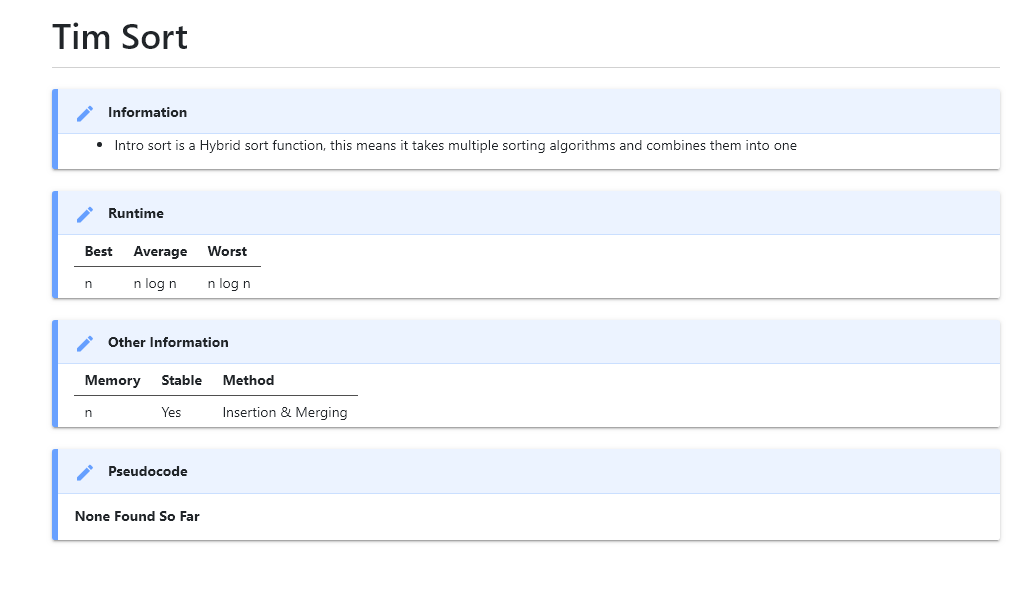 Tim Sort
Information
• Intro sort is a Hybrid sort function, this means it takes multiple sorting algorithms and combines them into one
Runtime
Best Average Worst
n n log n n log n
Other Information
Memory Stable Method
n Yes Insertion & Merging
Pseudocode
None Found So Far